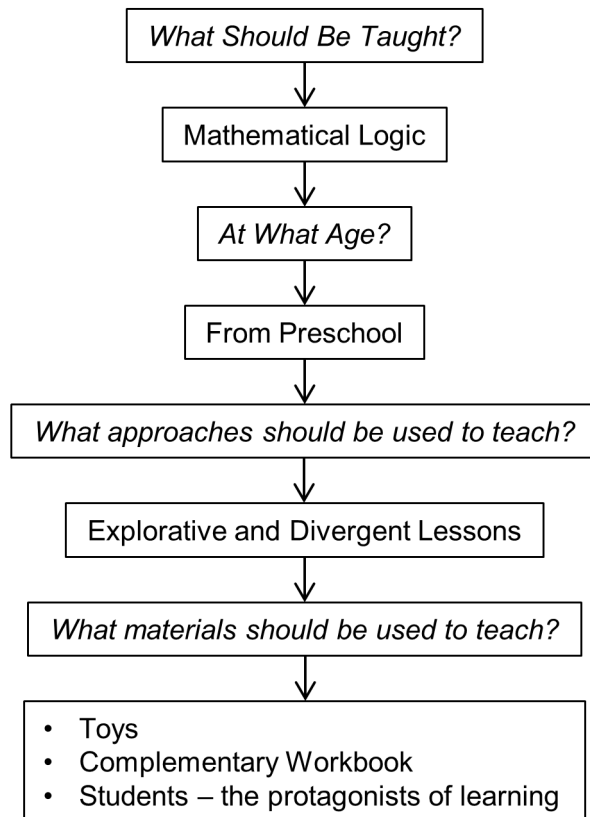 What Should Be Taught?
Mathematical Logic
At What Age?
From Preschool
What approaches should be used to teach?
Explorative and Divergent Lessons
What materials should be used to teach?
• Toys
• Complementary Workbook
• Students – the protagonists of learning